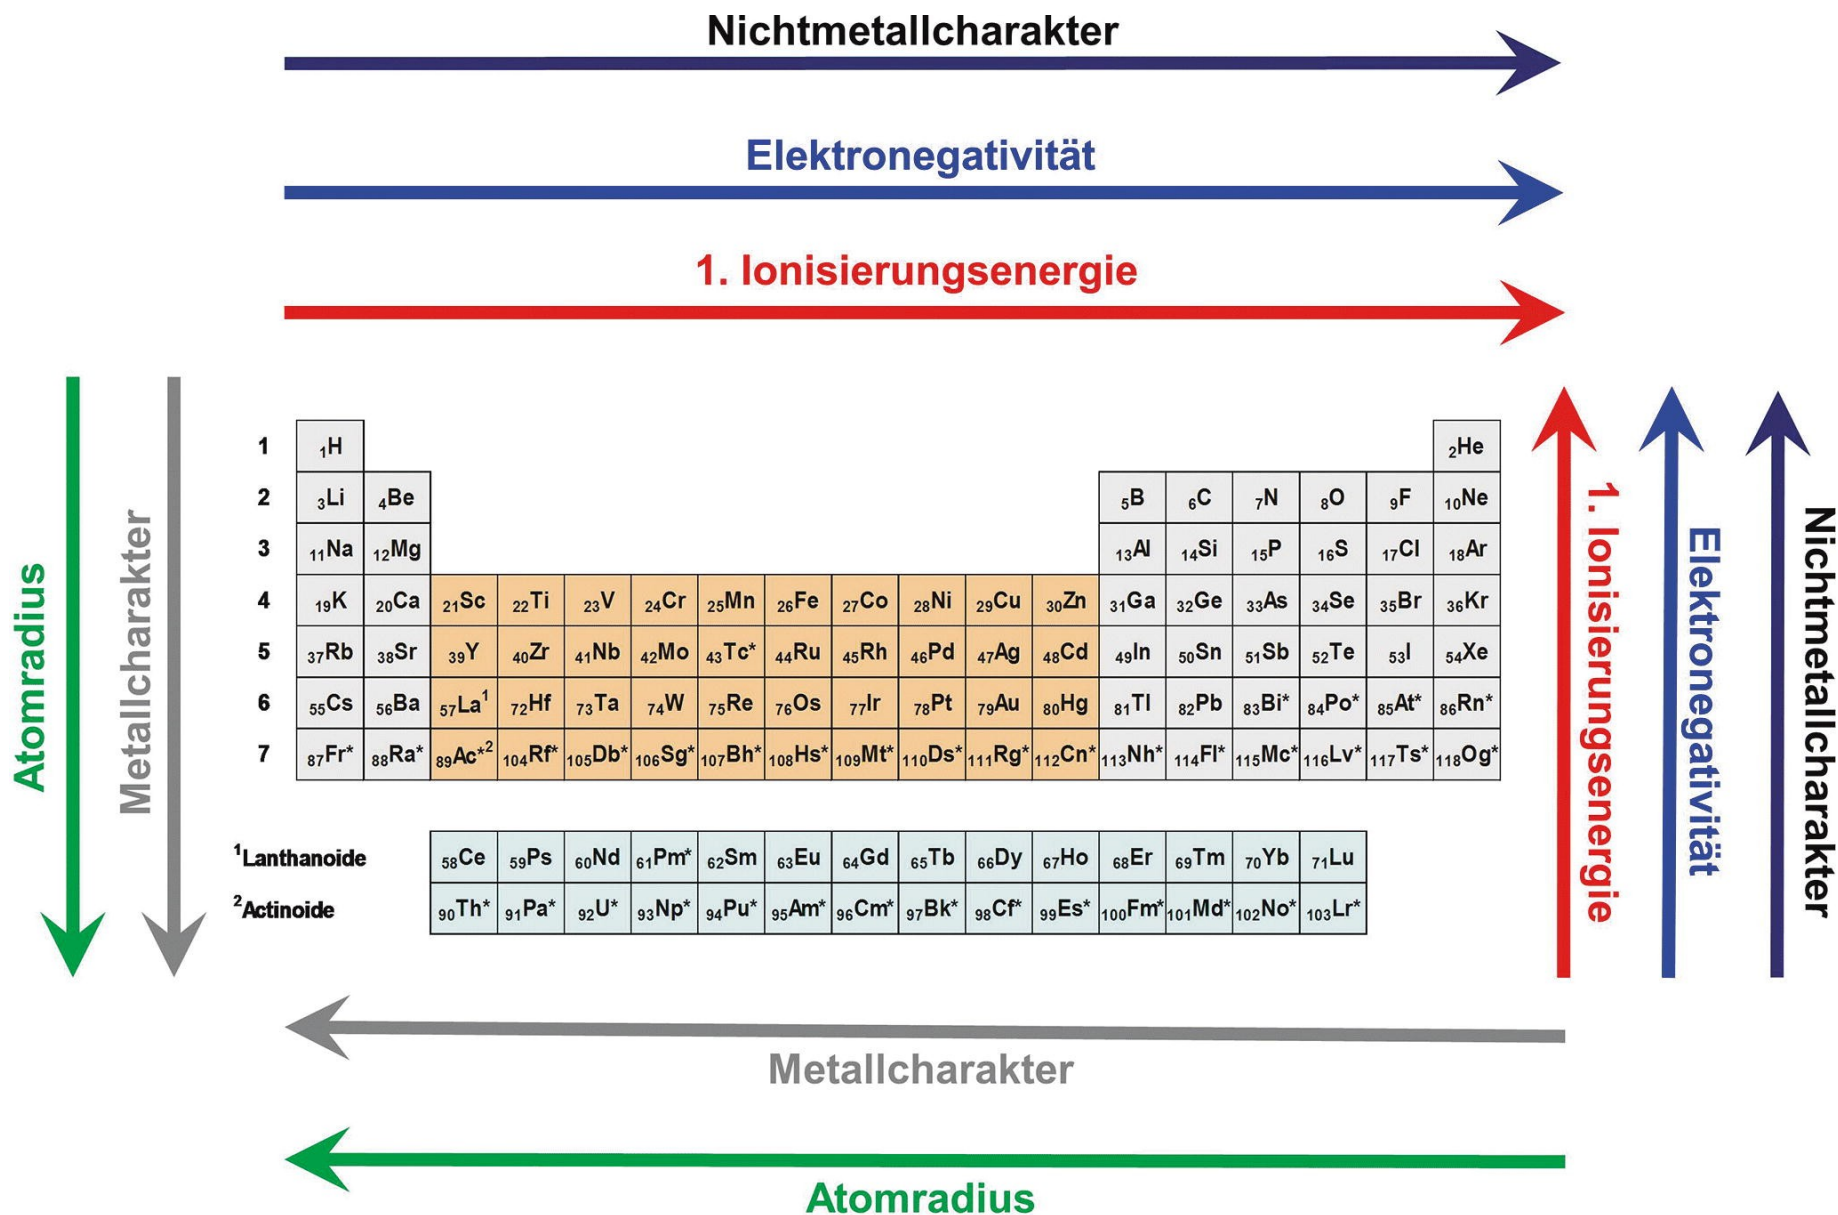 Nichtmetallcharakter
Elektronegativität
1. Ionisierungsenergie
Atomradius
Metallcharakter
1 1H 2He
2 3Li 4Be 5B 6C 7N 8O 9F 10Ne
3 11Na 12Mg 13Al 14Si 15P 16S 17Cl 18Ar
4 19K 20Ca 21Sc 22Ti 23V 24Cr 25Mn 26Fe 27Co 28Ni 29Cu 30Zn 31Ga 32Ge 33As 34Se 35Br 36Kr
5 37Rb 38Sr 39Y 40Zr 41Nb 42Mo 43Tc* 44Ru 45Rh 46Pd 47Ag 48Cd 49In 50Sn 51Sb 52Te 53I 54Xe
6 55Cs 56Ba 57La1 72Hf 73Ta 74W 75Re 76Os 77Ir 78Pt 79Au 80Hg 81Tl 82Pb 83Bi* 84Po* 85At* 86Rn*
7 87Fr* 88Ra* 89Ac*2 104Rf* 105Db* 106Sg* 107Bh* 108Hs* 109Mt* 110Ds* 111Rg* 112Cn* 113Nh* 114Fl* 115Mc* 116Lv* 117Ts* 118Og*
1Lanthanoide 58Ce 59Ps 60Nd 61Pm* 62Sm 63Eu 64Gd 65Tb 66Dy 67Ho 68Er 69Tm 70Yb 71Lu
2Actinoide 90Th* 91Pa* 92U* 93Np* 94Pu* 95Am* 96Cm* 97Bk* 98Cf* 99Es* 100Fm* 101Md* 102No* 103Lr*
1. Ionisierungsenergie
Elektronegativität
Nichtmetallcharakter
Metallcharakter
Atomradius